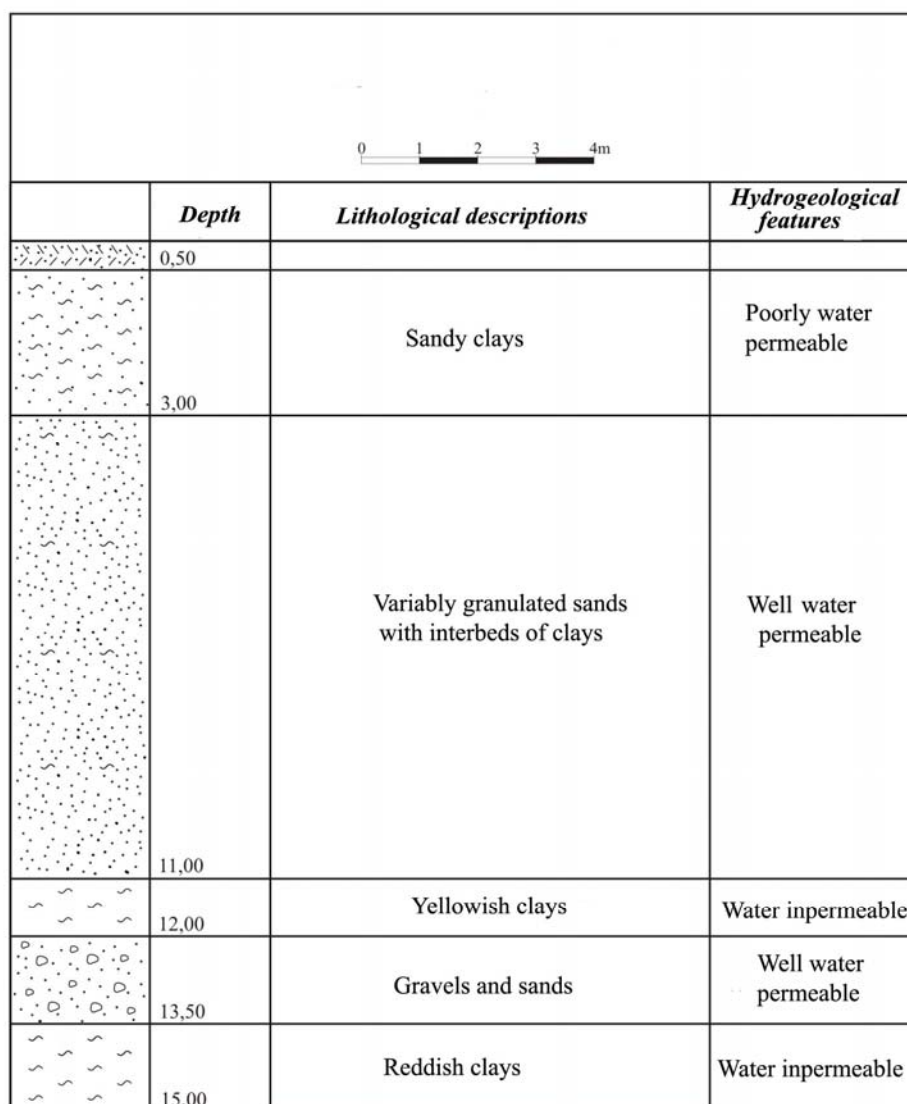 0 1 2 3 4m
Depth Lithological descriptions Hydrogeological
features
0,50
Sandy clays Poorly water
permeable
3,00
Variably granulated sands
with interbeds of clays
Well water
permeable
11,00
Yellowish clays Water inpermeable
12,00
Gravels and sands Well water
permeable
13,50
Reddish clays Water inpermeable
15,00